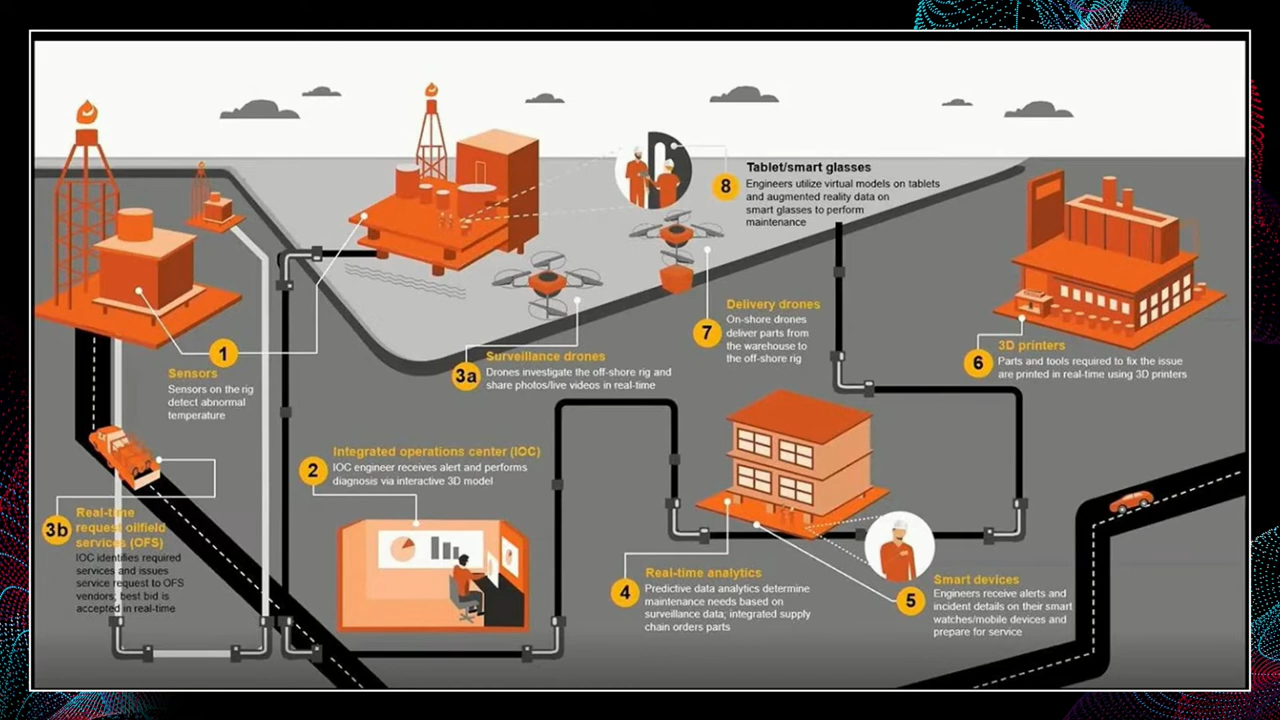 1
Sensors
Sensors on the rig
detect abnormal
temperature
2
Integrated operations center (IOC)
IOC engineer receives alert and performs
diagnosis via interactive 3D model
3a
Surveillance drones
Drones investigate the off-shore rig and
share photos/live videos in real-time
3b
Real-time
request oilfield
services (OFS)
IOC identifies required
services and issues
service request to OFS
vendors; best bid is
accepted in real-time
4
Real-time analytics
Predictive data analytics determine
maintenance needs based on
surveillance data; integrated supply
chain orders parts
5
Smart devices
Engineers receive alerts and
incident details on their smart
watches/mobile devices and
prepare for service
6
3D printers
Parts and tools required to fix the issue
are printed in real-time using 3D printers
7
Delivery drones
On-shore drones
deliver parts from
the warehouse to
the off-shore rig
8
Tablet/smart glasses
Engineers utilize virtual models on tablets
and augmented reality data on
smart glasses to perform
maintenance